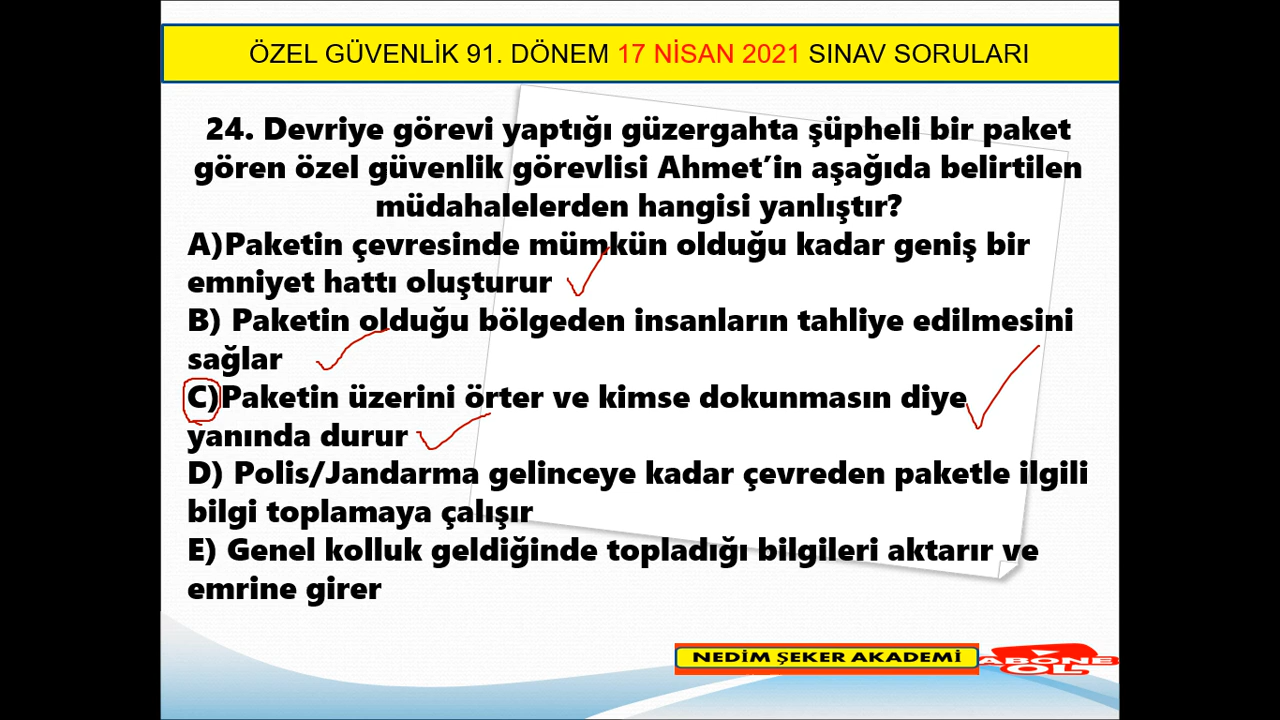 ÖZEL GÜVENLİK 91. DÖNEM 17 NİSAN 2021 SINAV SORULARI
24. Devriye görevi yaptığı güzergahta şüpheli bir paket
gören özel güvenlik görevlisi Ahmet’in aşağıda belirtilen
müdahalelerden hangisi yanlıştır?
A)Paketin çevresinde mümkün olduğu kadar geniş bir
emniyet hattı oluşturur
B) Paketin olduğu bölgeden insanların tahliye edilmesini
sağlar
C)Paketin üzerini örter ve kimse dokunmasın diye
yanında durur
D) Polis/Jandarma gelinceye kadar çevreden paketle ilgili
bilgi toplamaya çalışır
E) Genel kolluk geldiğinde topladığı bilgileri aktarır ve
emrine girer
NEDİM ŞEKER AKADEMİ
ABONE
OL